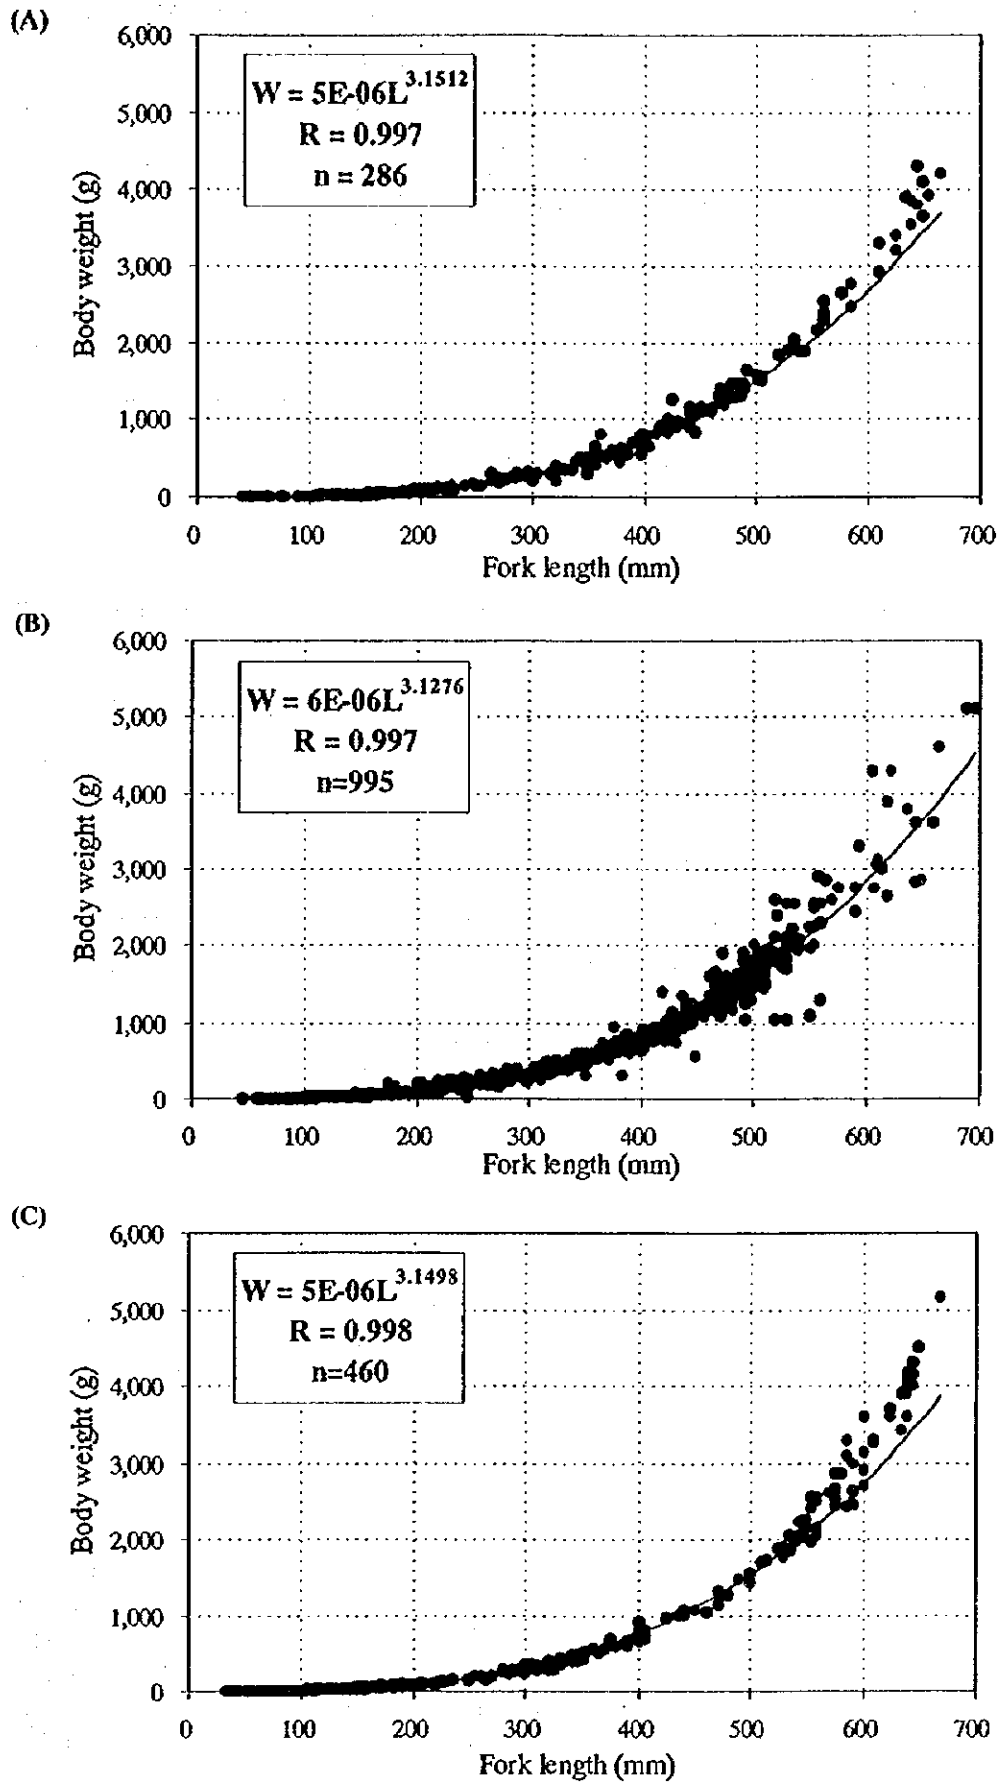 (A)
6,000
5,000
4,000
3,000
2,000
1,000
0
Body weight (g)
W = 5E-06L^3.1512
R = 0.997
n = 286
0 100 200 300 400 500 600 700
Fork length (mm)
(B)
6,000
5,000
4,000
3,000
2,000
1,000
0
Body weight (g)
W = 6E-06L^3.1276
R = 0.997
n=995
0 100 200 300 400 500 600 700
Fork length (mm)
(C)
6,000
5,000
4,000
3,000
2,000
1,000
0
Body weight (g)
W = 5E-06L^3.1498
R = 0.998
n=460
0 100 200 300 400 500 600 700
Fork length (mm)